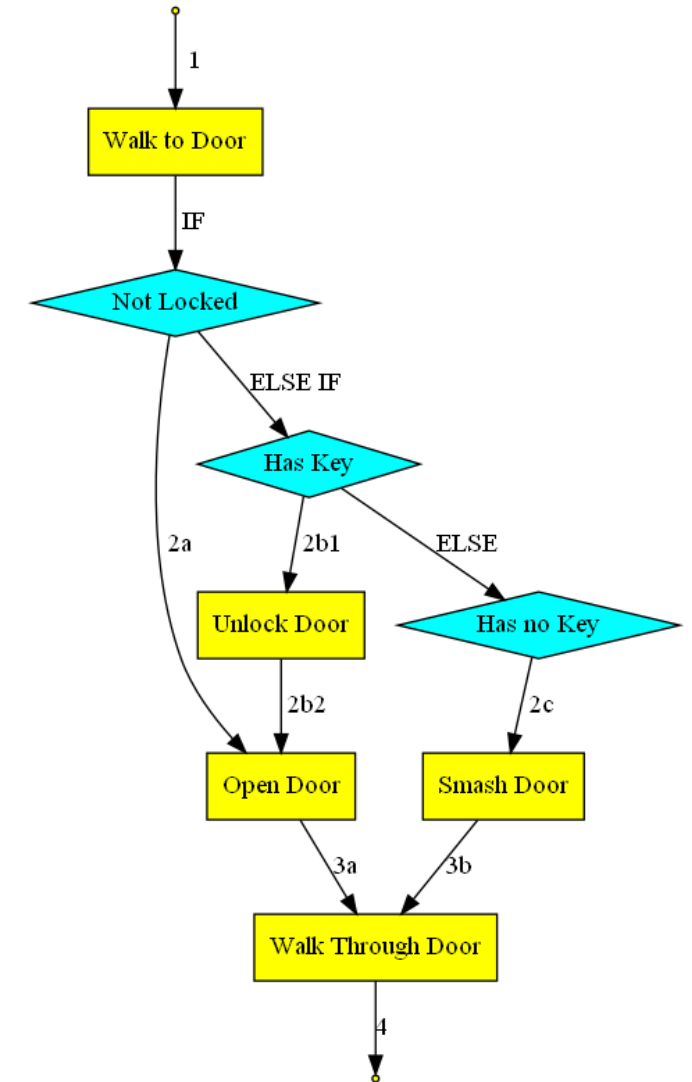 1
Walk to Door
IF
Not Locked
ELSE IF
Has Key
2a
2b1
ELSE
Unlock Door
Has no Key
2b2
2c
Open Door
Smash Door
3a
3b
Walk Through Door
4